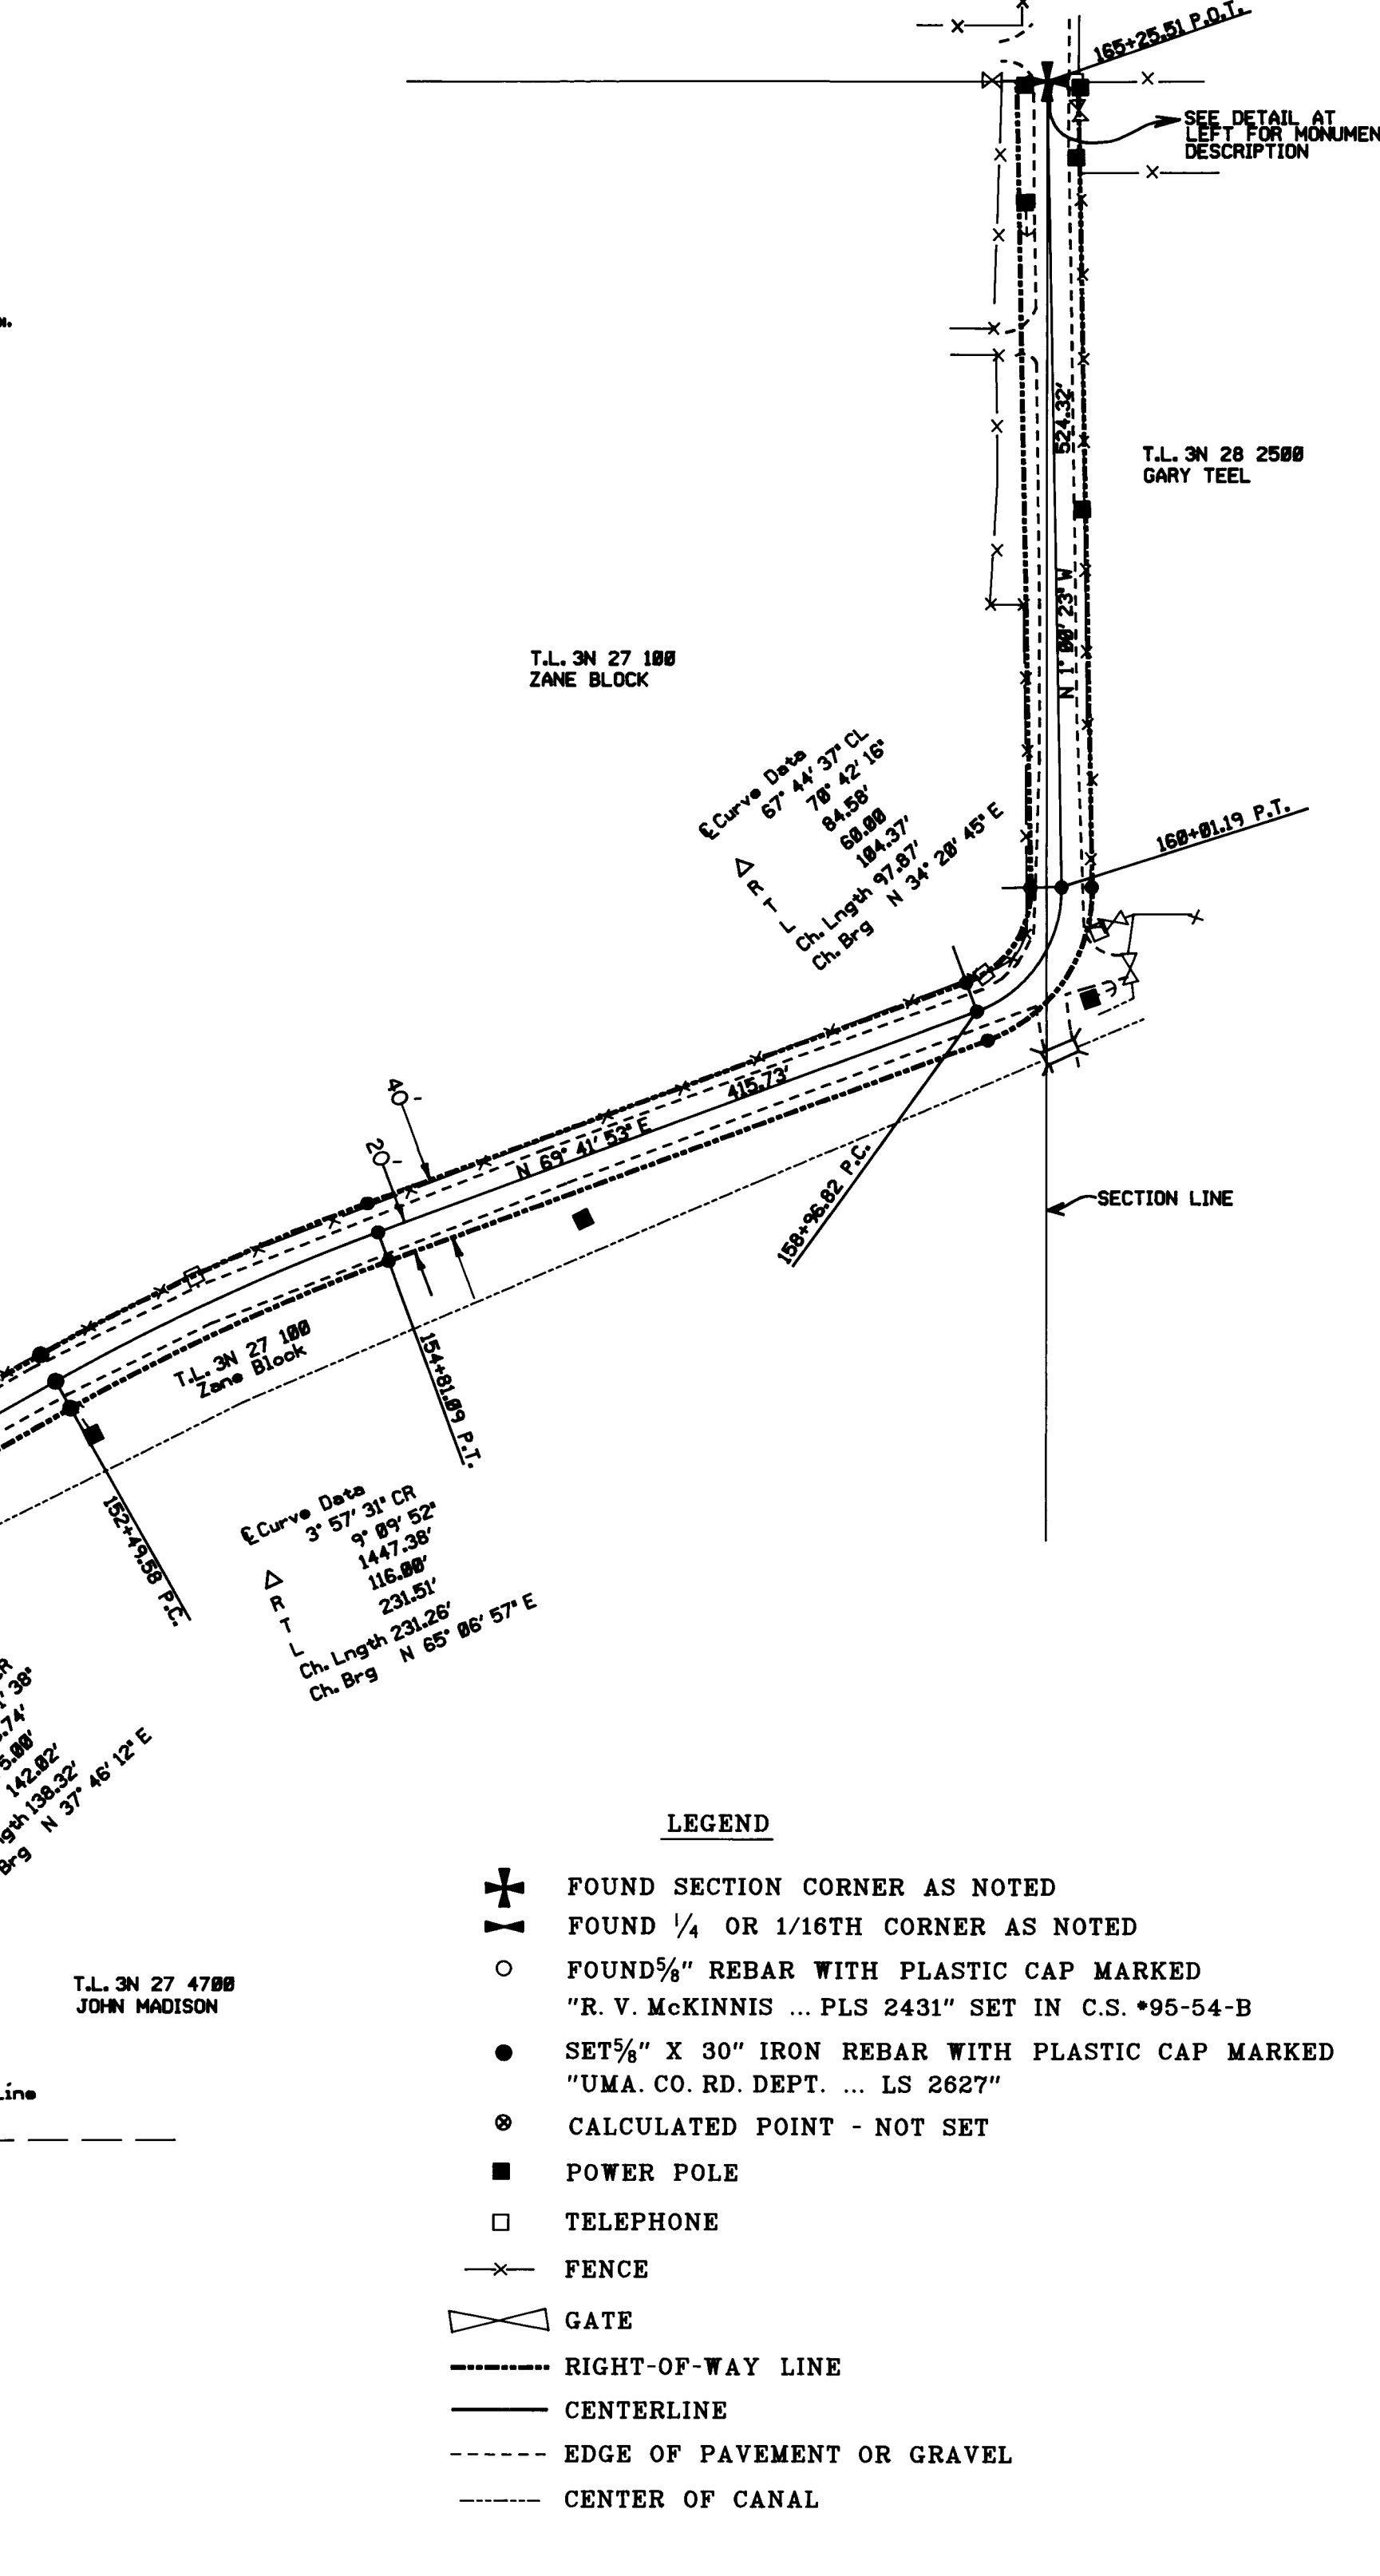 165+25.51 P.O.T.
SEE DETAIL AT
LEFT FOR MONUMEN
DESCRIPTION
524.32'
T.L. 3N 28 2500
GARY TEEL
N 1° 00' 23" W
T.L. 3N 27 100
ZANE BLOCK
℄ Curve Data
67° 44' 37" CL
Δ 70° 42' 16"
R 84.58'
T 60.00
L 104.37'
Ch. Lngth 97.87'
Ch. Brg N 34° 20' 45" E
160+01.19 P.T.
415.73'
N 69° 41' 53" E
40'
20'
158+96.82 P.C.
SECTION LINE
T.L. 3N 27 100
Zane Block
154+81.09 P.T.
152+49.58 P.C.
℄ Curve Data
3° 57' 31" CR
Δ 9° 09' 52"
R 1447.38'
T 116.00'
L 231.51'
Ch. Lngth 231.26'
Ch. Brg N 65° 06' 57" E
R
' 38"
.74'
5.00'
142.02'
ngth 138.32'
Brg N 37° 46' 12" E
T.L. 3N 27 4700
JOHN MADISON
Line
LEGEND
FOUND SECTION CORNER AS NOTED
FOUND 1/4 OR 1/16TH CORNER AS NOTED
FOUND 5/8" REBAR WITH PLASTIC CAP MARKED
"R. V. McKINNIS ... PLS 2431" SET IN C.S. *95-54-B
SET 5/8" X 30" IRON REBAR WITH PLASTIC CAP MARKED
"UMA. CO. RD. DEPT. ... LS 2627"
CALCULATED POINT - NOT SET
POWER POLE
TELEPHONE
FENCE
GATE
RIGHT-OF-WAY LINE
CENTERLINE
EDGE OF PAVEMENT OR GRAVEL
CENTER OF CANAL